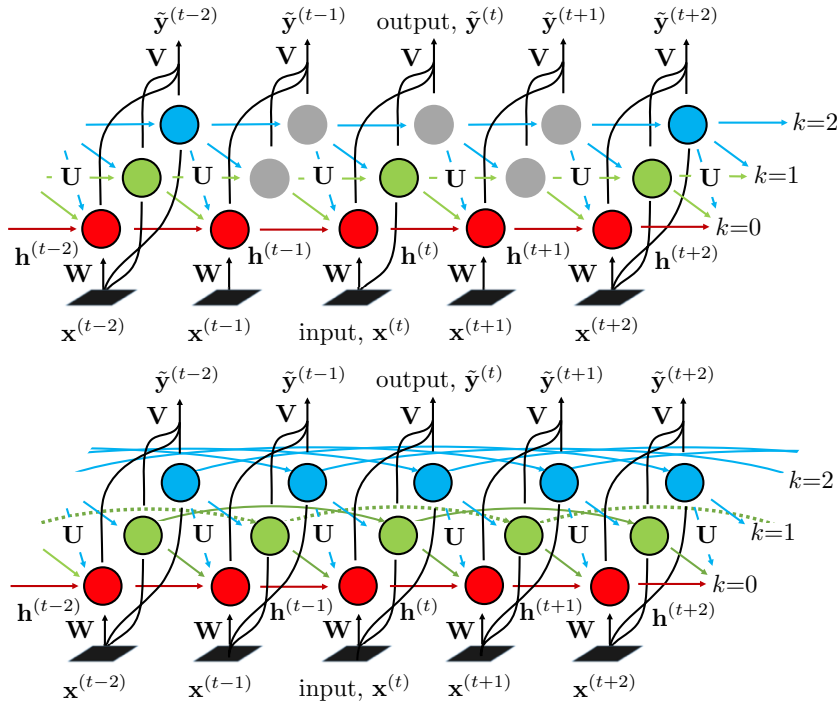 ỹ^(t−2) ỹ^(t−1) output, ỹ^(t) ỹ^(t+1) ỹ^(t+2)
V V V V V
k=2
U U U U U U
k=1
k=0
h^(t−2) h^(t−1) h^(t) h^(t+1) h^(t+2)
W W W W
x^(t−2) x^(t−1) input, x^(t) x^(t+1) x^(t+2)
ỹ^(t−2) ỹ^(t−1) output, ỹ^(t) ỹ^(t+1) ỹ^(t+2)
V V V V V
k=2
U U U U U U
k=1
k=0
h^(t−2) h^(t−1) h^(t) h^(t+1) h^(t+2)
W W W W
x^(t−2) x^(t−1) input, x^(t) x^(t+1) x^(t+2)